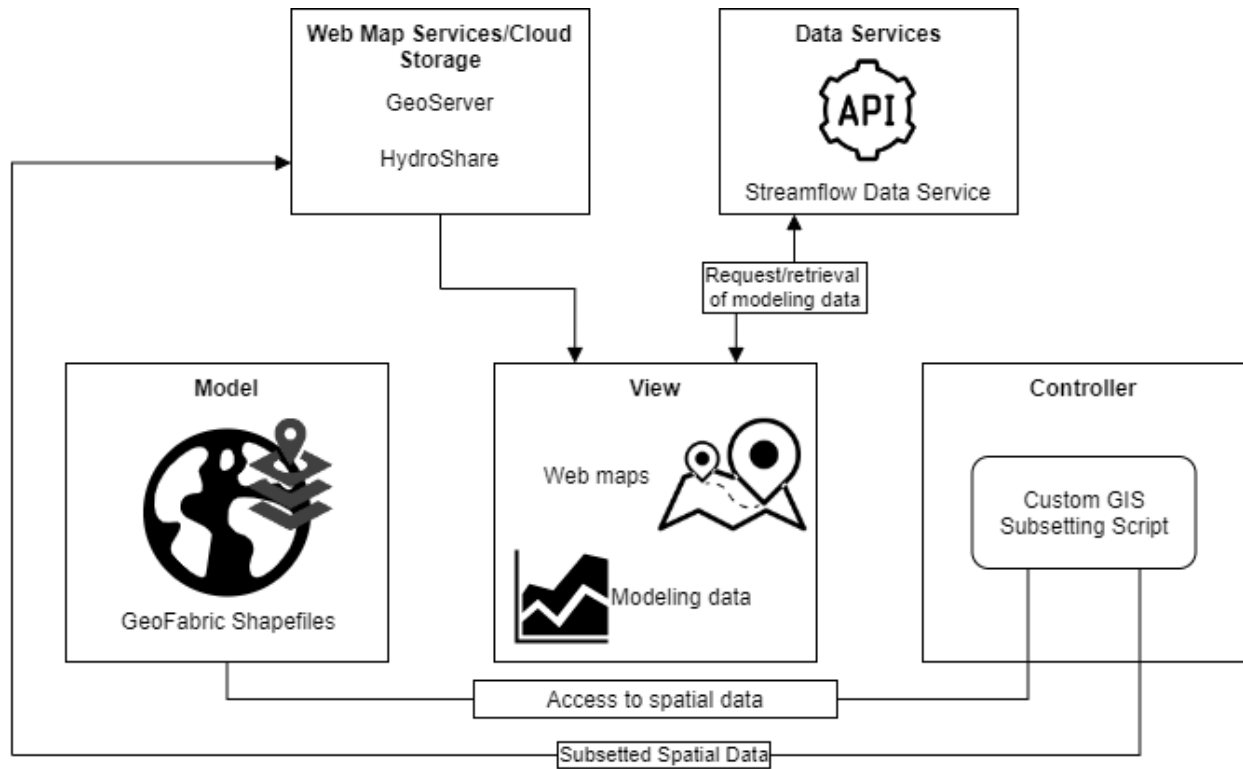 Web Map Services/Cloud
Storage
GeoServer
HydroShare
Data Services
API
Streamflow Data Service
Request/retrieval
of modeling data
Model
GeoFabric Shapefiles
View
Web maps
Modeling data
Controller
Custom GIS
Subsetting Script
Access to spatial data
Subsetted Spatial Data